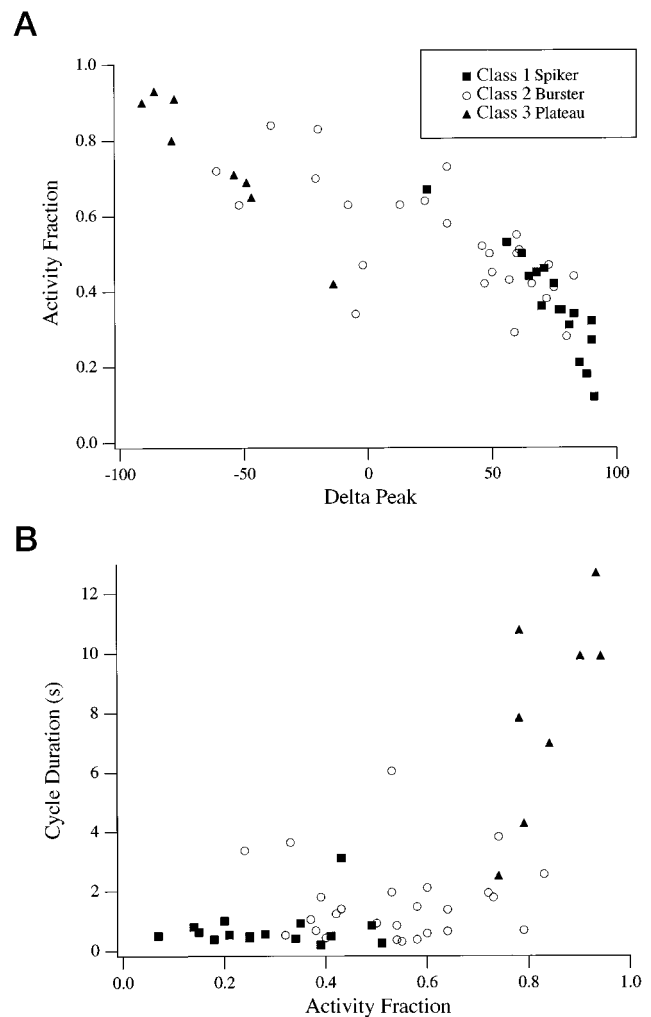 A
1.0
0.8
0.6
0.4
0.2
0.0
Activity Fraction
Class 1 Spiker
Class 2 Burster
Class 3 Plateau
-100
-50
0
50
100
Delta Peak
B
12
10
8
6
4
2
0
Cycle Duration (s)
0.0
0.2
0.4
0.6
0.8
1.0
Activity Fraction